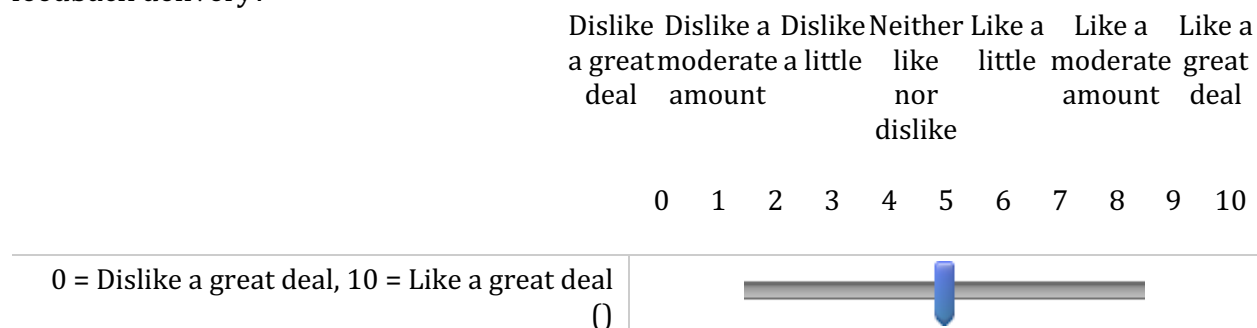 Dislike Dislike a Dislike Neither Like a Like a Like a
a great moderate a little like little moderate great
deal amount nor amount deal
dislike
0 1 2 3 4 5 6 7 8 9 10
0 = Dislike a great deal, 10 = Like a great deal
()